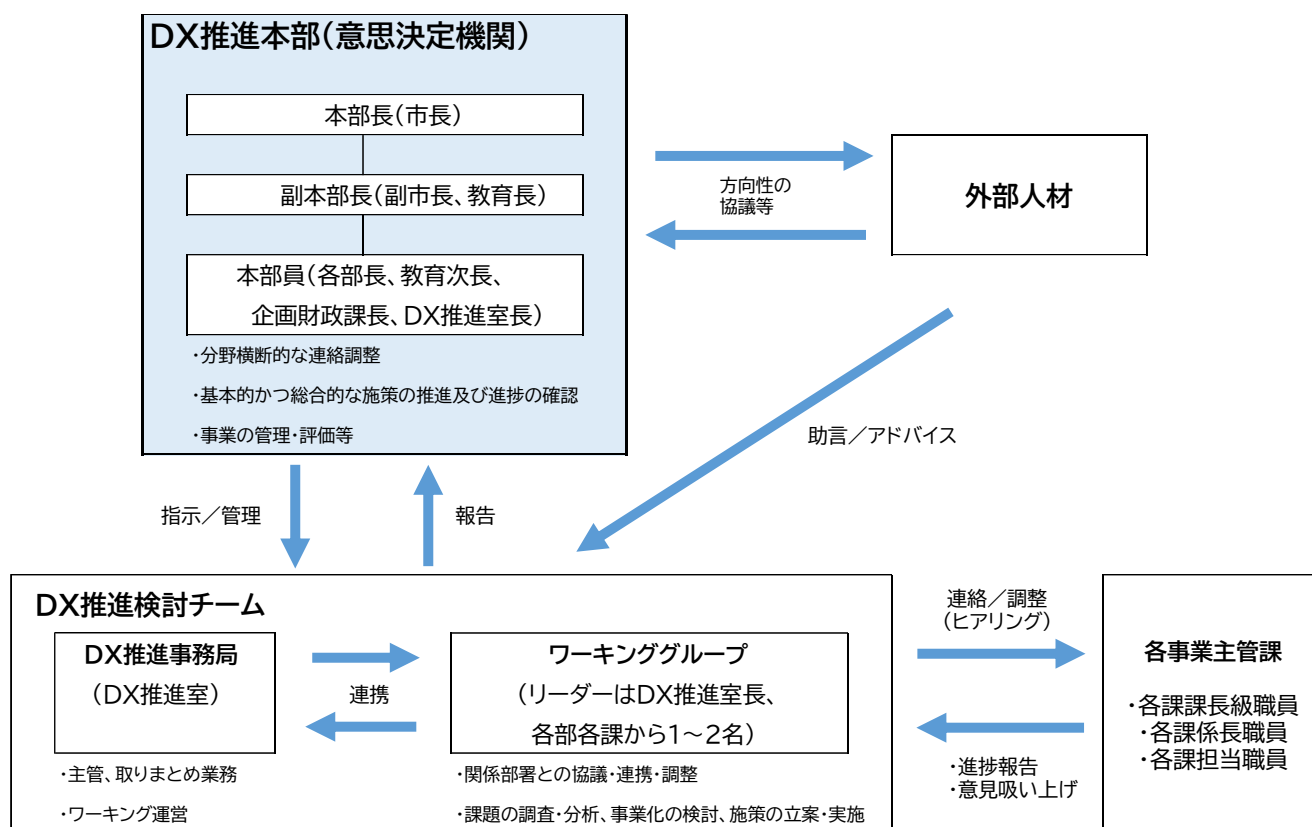 DX推進本部(意思決定機関)
本部長(市長)
副本部長(副市長、教育長)
本部員(各部長、教育次長、
企画財政課長、DX推進室長)
・分野横断的な連絡調整
・基本的かつ総合的な施策の推進及び進捗の確認
・事業の管理・評価等
方向性の
協議等
外部人材
助言／アドバイス
指示／管理
報告
DX推進検討チーム
DX推進事務局
(DX推進室)
・主管、取りまとめ業務
・ワーキング運営
連携
ワーキンググループ
(リーダーはDX推進室長、
各部各課から1～2名)
・関係部署との協議・連携・調整
・課題の調査・分析、事業化の検討、施策の立案・実施
連絡／調整
(ヒアリング)
・進捗報告
・意見吸い上げ
各事業主管課
・各課課長級職員
・各課係長職員
・各課担当職員